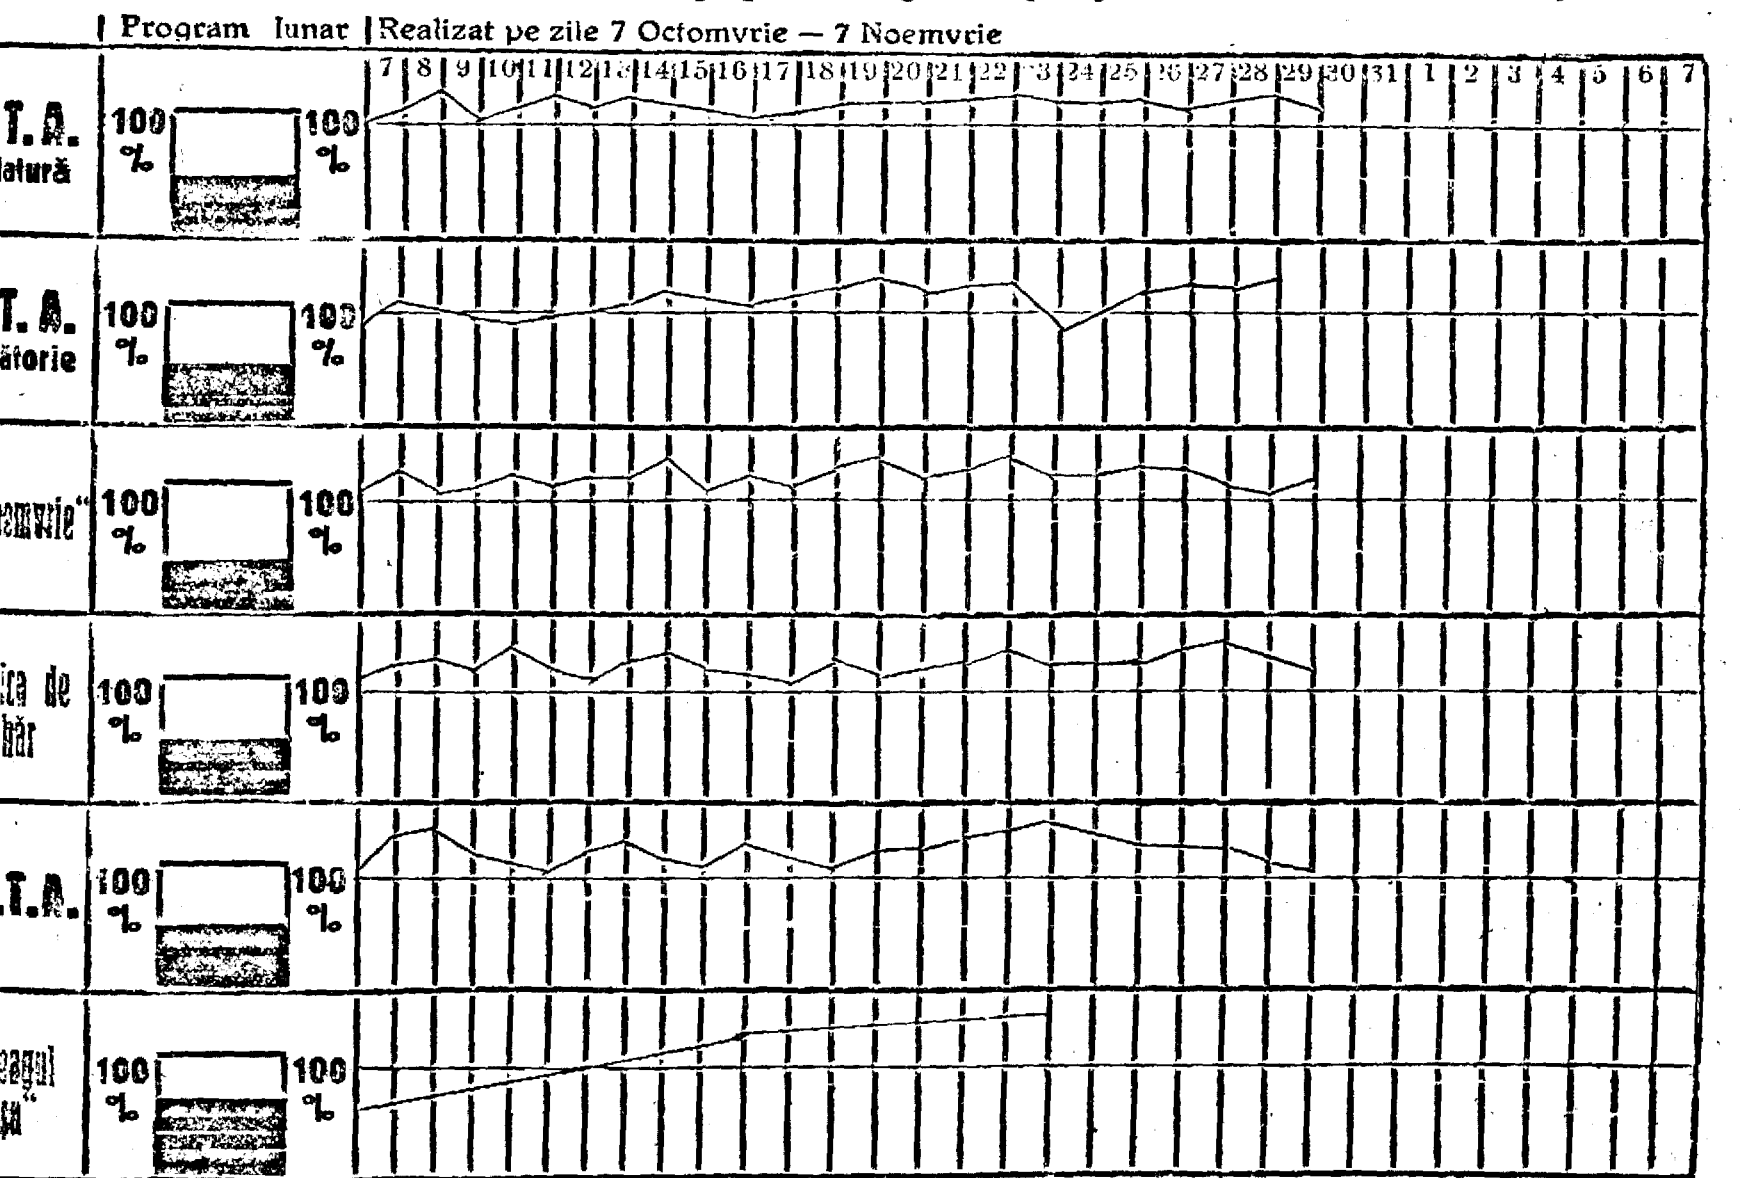 Program lunar Realizat pe zile 7 Octomvrie — 7 Noemvrie
7 8 9 10 11 12 13 14 15 16 17 18 19 20 21 22 3 24 25 26 27 28 29 30 31 1 2 3 4 5 6 7
T. A. 100 100
latură % %
T. A. 100 100
ătorie % %
emvrie“ 100 100
% %
ica de 100 100
băr % %
.T.A. 100 100
% %
eagul 100 100
% %